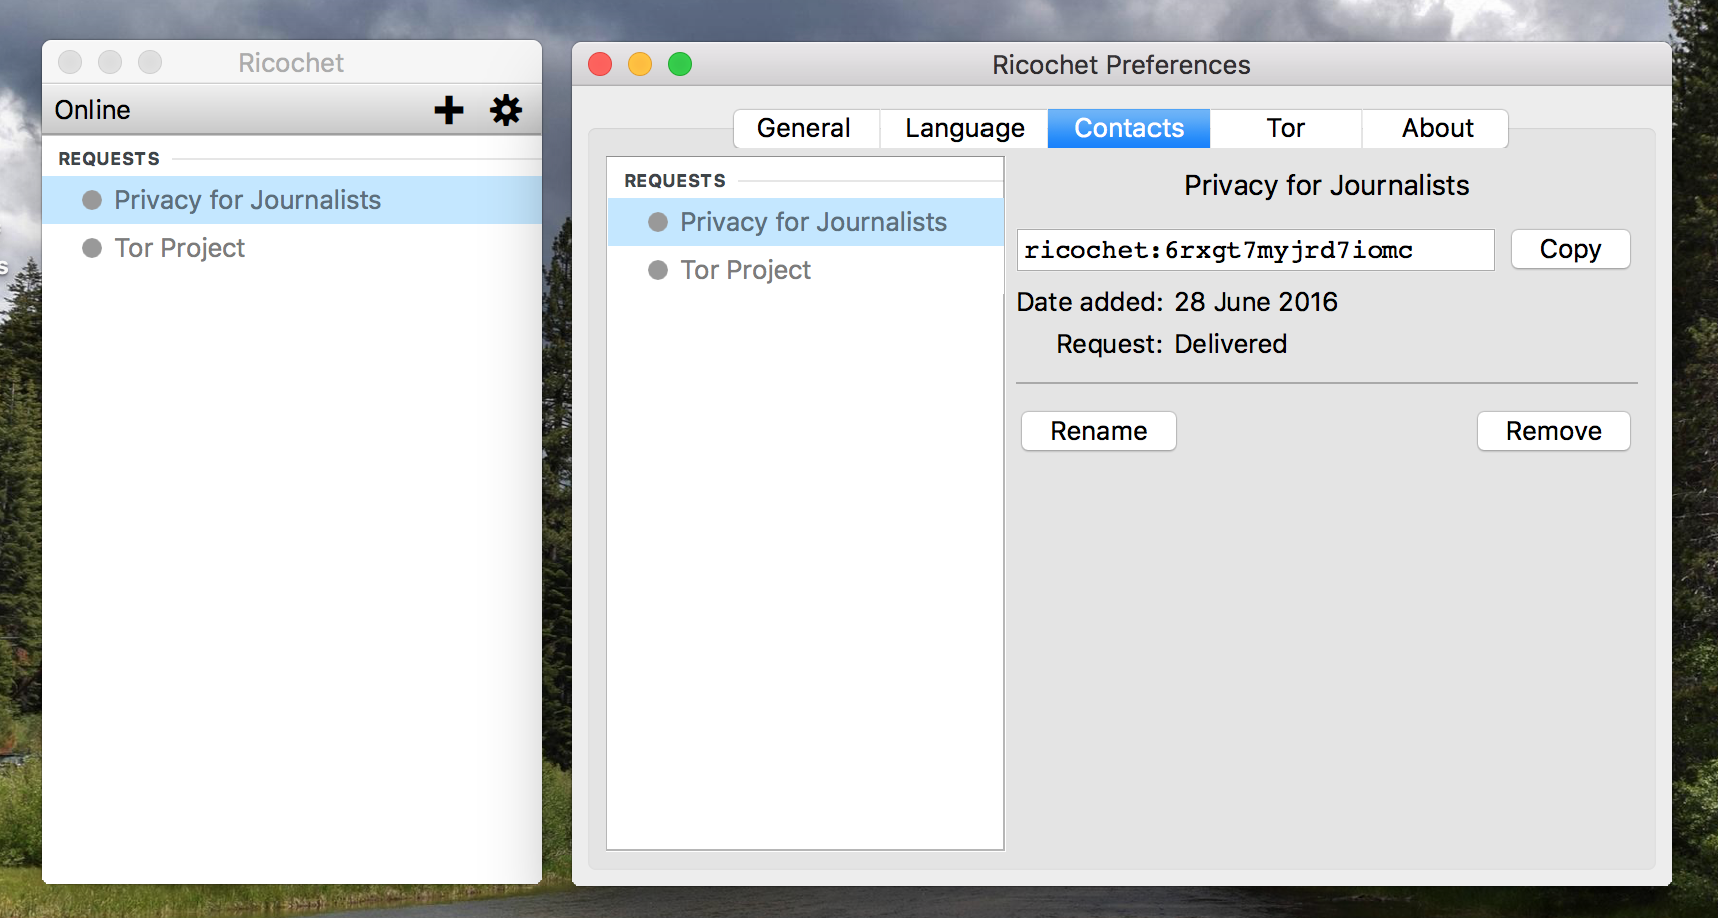 Ricochet
Online
REQUESTS
Privacy for Journalists
Tor Project
Ricochet Preferences
General Language Contacts Tor About
REQUESTS
Privacy for Journalists
Tor Project
Privacy for Journalists
ricochet:6rxgt7myjrd7iomc Copy
Date added: 28 June 2016
Request: Delivered
Rename Remove
s